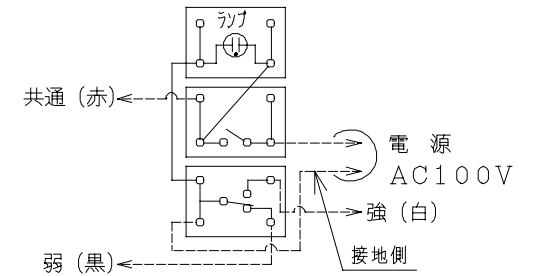 ランプ
共通（赤）
電　源
AC100V
強（白）
接地側
弱（黒）